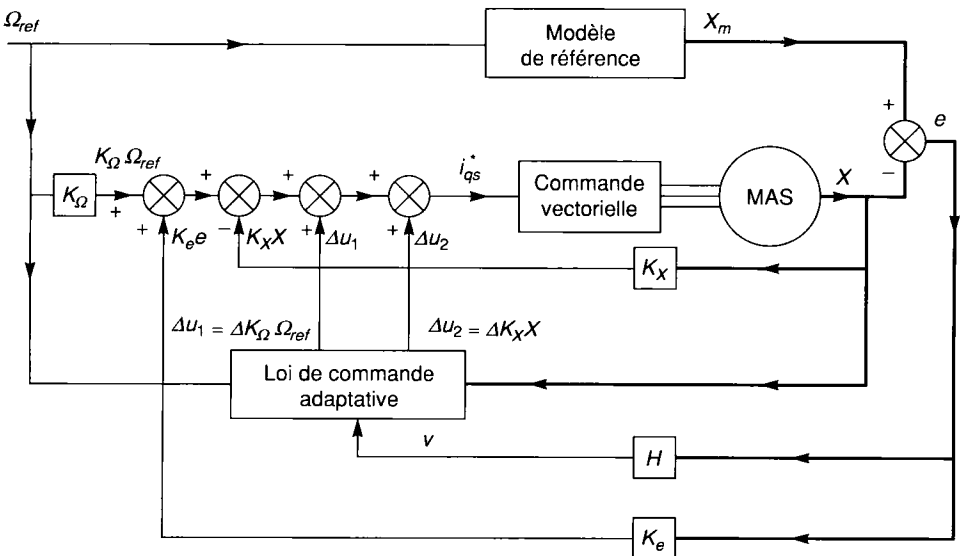 Ω_ref
Modèle
de référence
X_m
+
e
−
K_Ω Ω_ref
K_Ω
+
+
K_e e
+
−
K_X X
+
+
Δu_1
+
+
Δu_2
i*_qs
Commande
vectorielle
MAS
X
K_X
Δu_1 = ΔK_Ω Ω_ref
Δu_2 = ΔK_X X
Loi de commande
adaptative
v
H
K_e